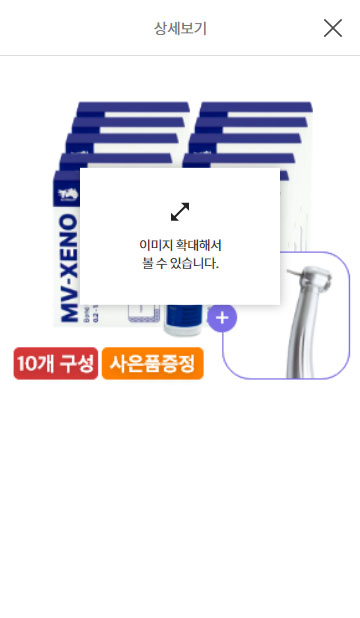 상세보기
MV-XENO
이미지 확대해서
볼 수 있습니다.
10개 구성
사은품증정